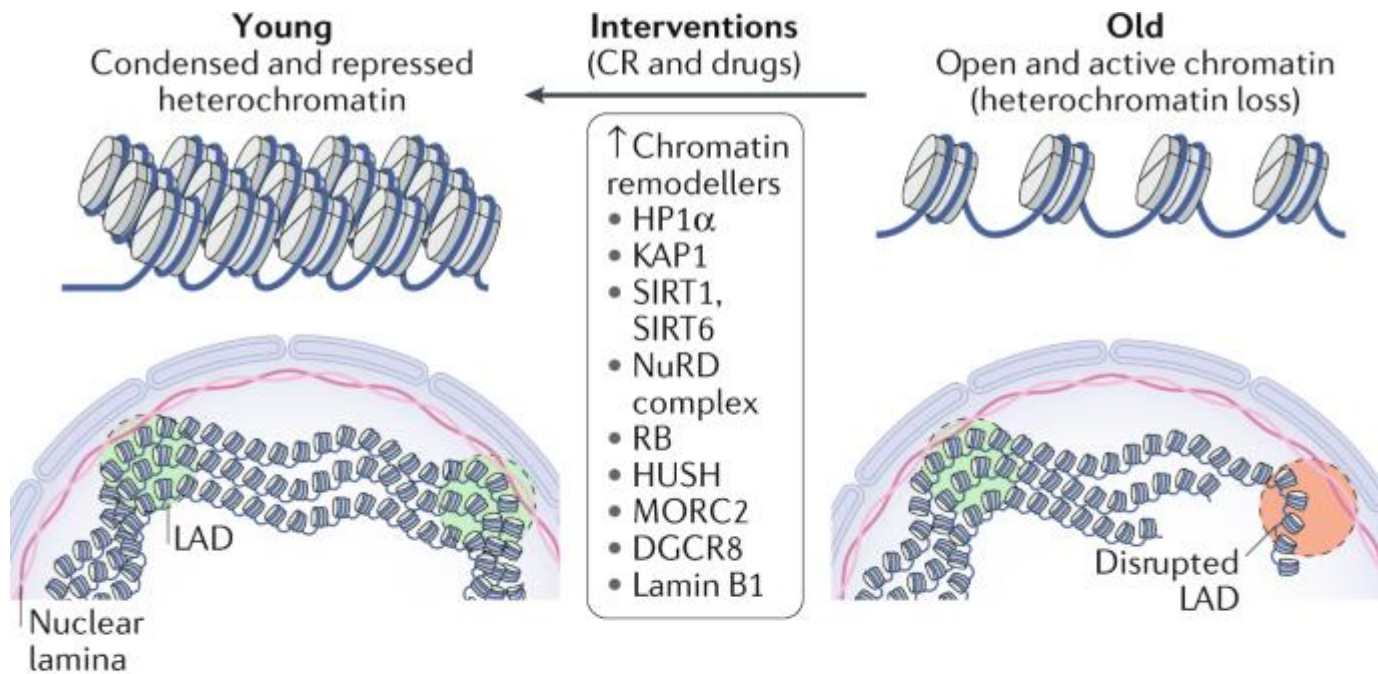 Young
Condensed and repressed
heterochromatin
Interventions
(CR and drugs)
Old
Open and active chromatin
(heterochromatin loss)
↑ Chromatin
remodellers
• HP1α
• KAP1
• SIRT1,
SIRT6
• NuRD
complex
• RB
• HUSH
• MORC2
• DGCR8
• Lamin B1
LAD
Nuclear
lamina
Disrupted
LAD